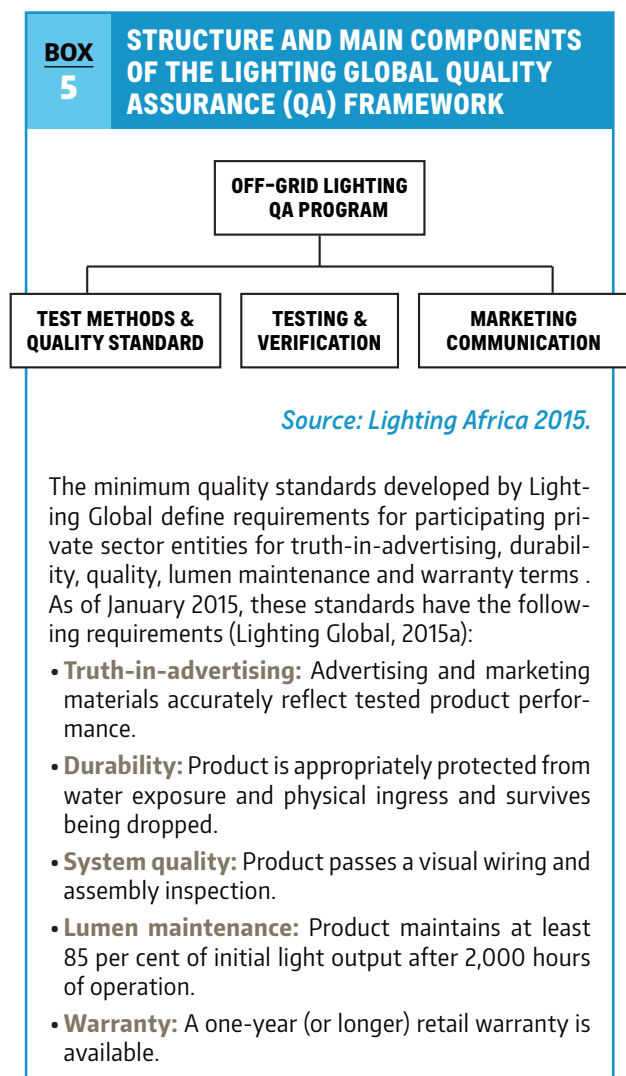 BOX
5
STRUCTURE AND MAIN COMPONENTS
OF THE LIGHTING GLOBAL QUALITY
ASSURANCE (QA) FRAMEWORK
OFF-GRID LIGHTING
QA PROGRAM
TEST METHODS &
QUALITY STANDARD
TESTING &
VERIFICATION
MARKETING
COMMUNICATION
Source: Lighting Africa 2015.
The minimum quality standards developed by Light-
ing Global define requirements for participating pri-
vate sector entities for truth-in-advertising, durabil-
ity, quality, lumen maintenance and warranty terms .
As of January 2015, these standards have the follow-
ing requirements (Lighting Global, 2015a):
• Truth-in-advertising: Advertising and marketing
materials accurately reflect tested product perfor-
mance.
• Durability: Product is appropriately protected from
water exposure and physical ingress and survives
being dropped.
• System quality: Product passes a visual wiring and
assembly inspection.
• Lumen maintenance: Product maintains at least
85 per cent of initial light output after 2,000 hours
of operation.
• Warranty: A one-year (or longer) retail warranty is
available.